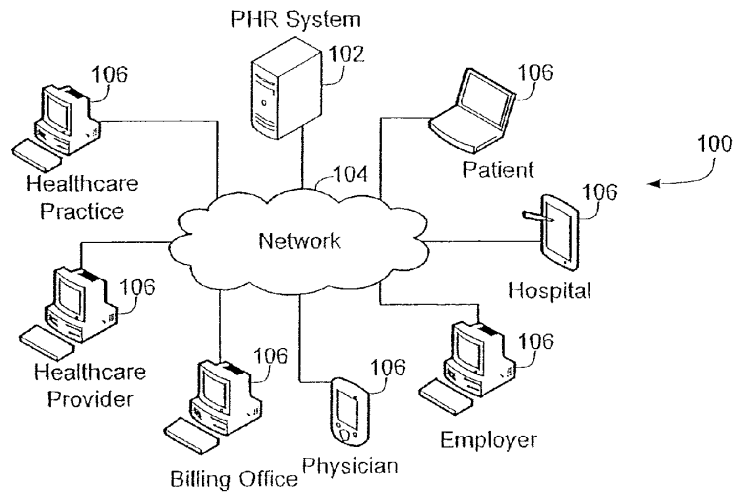 PHR System
102
106
106
Patient
100
Healthcare
Practice
104
106
Network
106
Hospital
Healthcare
Provider
106
106
106
Billing Office
Physician
Employer